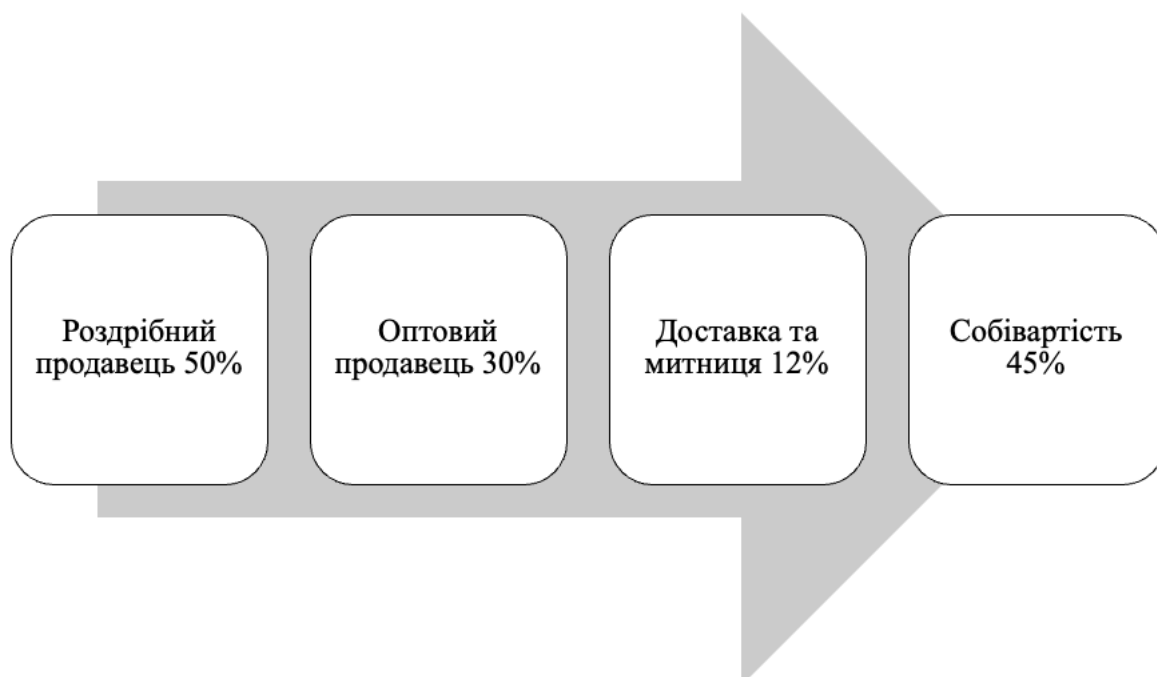 Роздрібний
продавець 50%
Оптовий
продавець 30%
Доставка та
митниця 12%
Собівартість
45%